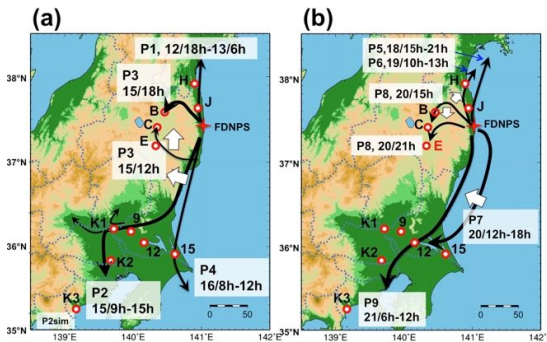 (a)
P1, 12/18h-13/6h
38°N
P3
15/18h
H
J
B
C
FDNPS
E
37°N
P3
15/12h
K1
9
36°N
12
15
K2
P4
16/8h-12h
P2
15/9h-15h
K3
P2sim
0 50
35°N
139°E
140°E
141°E
142°E
(b)
P5,18/15h-21h
P6,19/10h-13h
38°N
H
P8, 20/15h
J
B
C
FDNPS
E
37°N
P8, 20/21h
P7
20/12h-18h
K1
9
36°N
12
15
K2
P9
21/6h-12h
K3
0 50
35°N
139°E
140°E
141°E
142°E